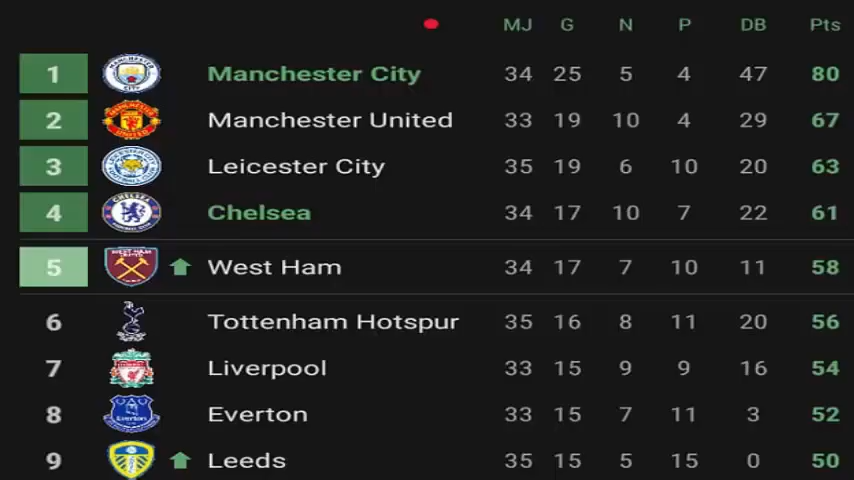 MJ G N P DB Pts
1 Manchester City 34 25 5 4 47 80
2 Manchester United 33 19 10 4 29 67
3 Leicester City 35 19 6 10 20 63
4 Chelsea 34 17 10 7 22 61
5 West Ham 34 17 7 10 11 58
6 Tottenham Hotspur 35 16 8 11 20 56
7 Liverpool 33 15 9 9 16 54
8 Everton 33 15 7 11 3 52
9 Leeds 35 15 5 15 0 50